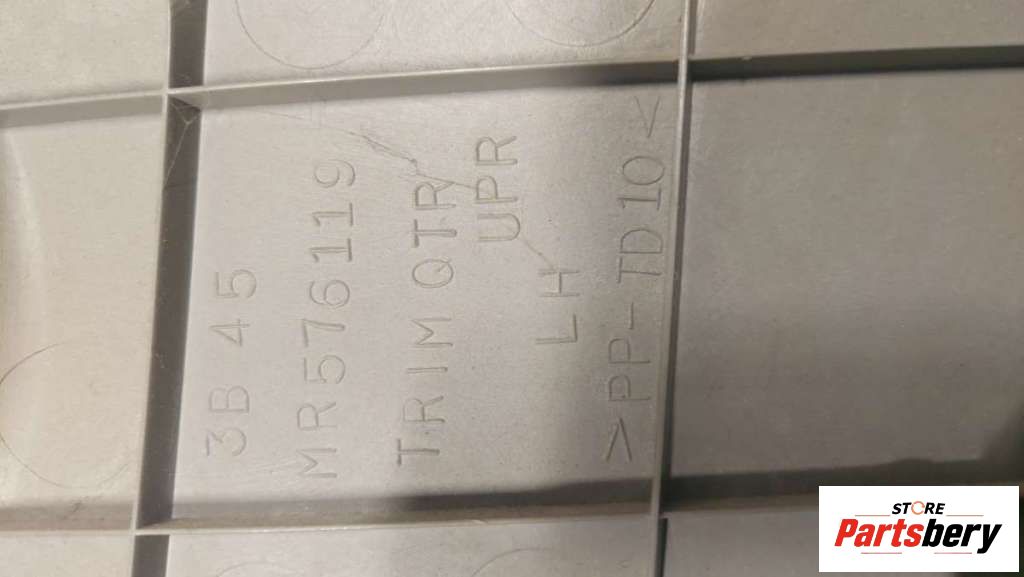 3B 45
MR576119
TRIM QTR
UPR
LH
>PP-TD10<
STORE
Partsbery